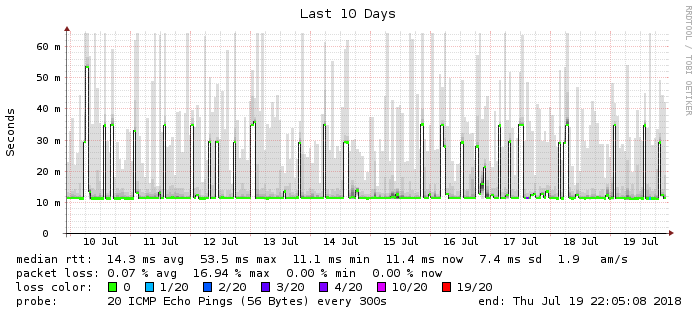 Last 10 Days
RRDTOOL / TOBI OETIKER
Seconds
60 m
50 m
40 m
30 m
20 m
10 m
0
10 Jul 11 Jul 12 Jul 13 Jul 14 Jul 15 Jul 16 Jul 17 Jul 18 Jul 19 Jul
median rtt: 14.3 ms avg 53.5 ms max 11.1 ms min 11.4 ms now 7.4 ms sd 1.9 am/s
packet loss: 0.07 % avg 16.94 % max 0.00 % min 0.00 % now
loss color: 0 1/20 2/20 3/20 4/20 10/20 19/20
probe: 20 ICMP Echo Pings (56 Bytes) every 300s end: Thu Jul 19 22:05:08 2018